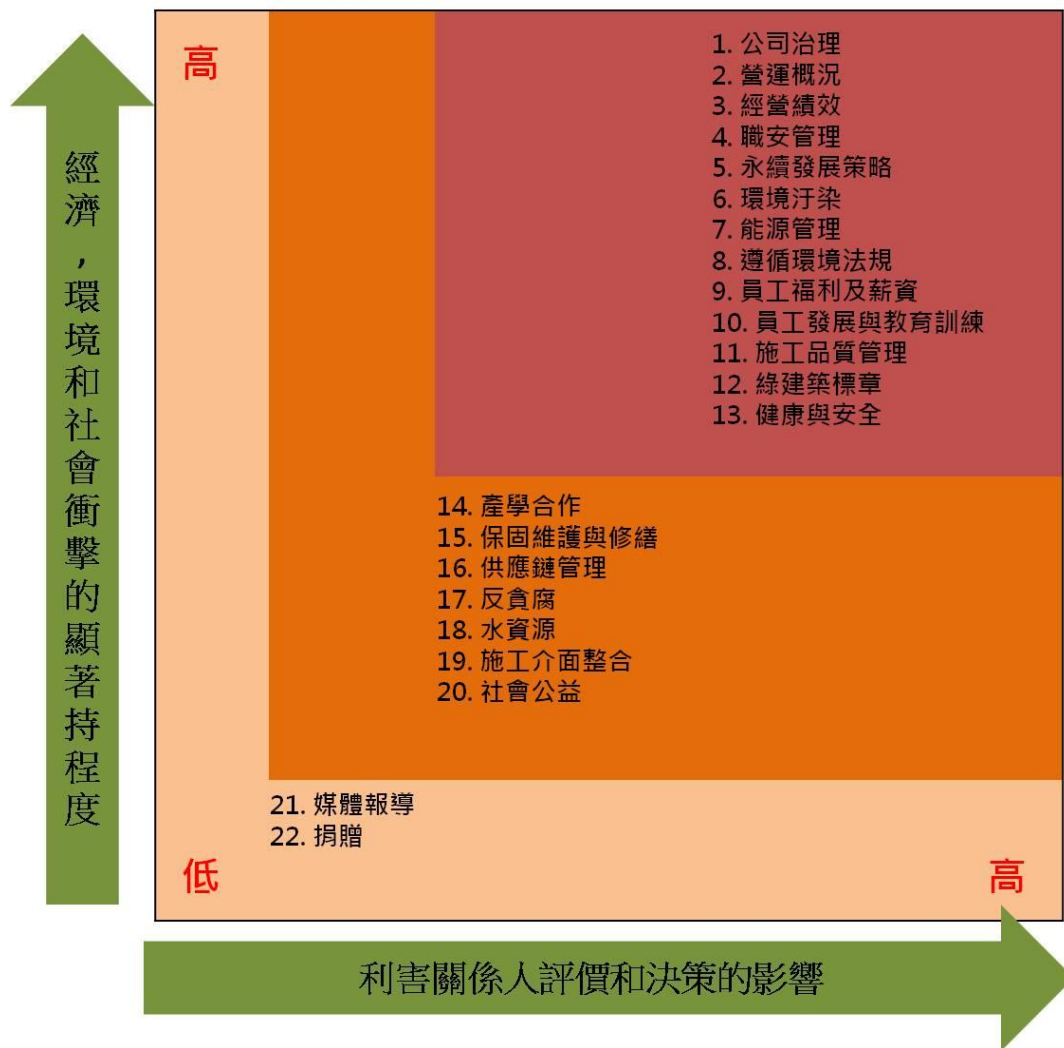 高
1. 公司治理
2. 營運概況
3. 經營績效
4. 職安管理
5. 永續發展策略
6. 環境汙染
7. 能源管理
8. 遵循環境法規
9. 員工福利及薪資
10. 員工發展與教育訓練
11. 施工品質管理
12. 綠建築標章
13. 健康與安全
14. 產學合作
15. 保固維護與修繕
16. 供應鏈管理
17. 反貪腐
18. 水資源
19. 施工介面整合
20. 社會公益
21. 媒體報導
22. 捐贈
低
高
經濟,環境和社會衝擊的顯著持程度
利害關係人評價和決策的影響